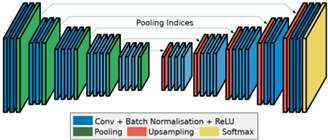 Pooling Indices
Conv + Batch Normalisation + ReLU
Pooling Upsampling Softmax